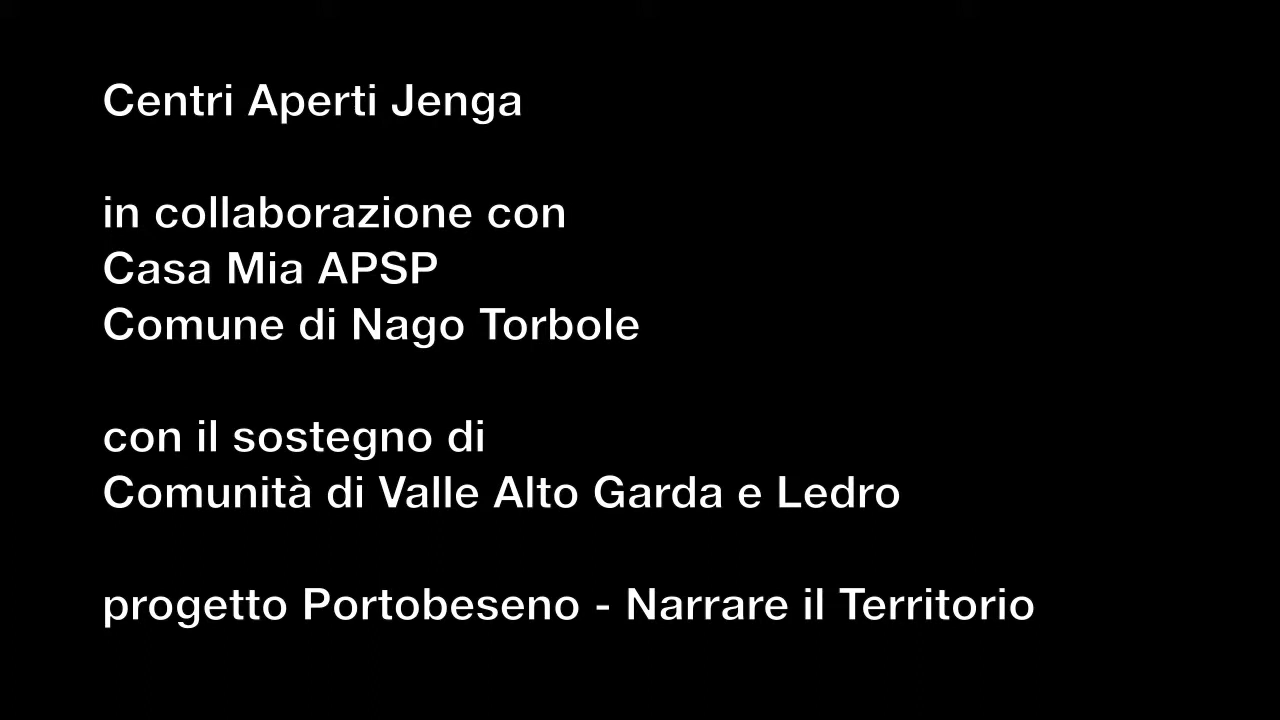 Centri Aperti Jenga
in collaborazione con
Casa Mia APSP
Comune di Nago Torbole
con il sostegno di
Comunità di Valle Alto Garda e Ledro
progetto Portobeseno - Narrare il Territorio